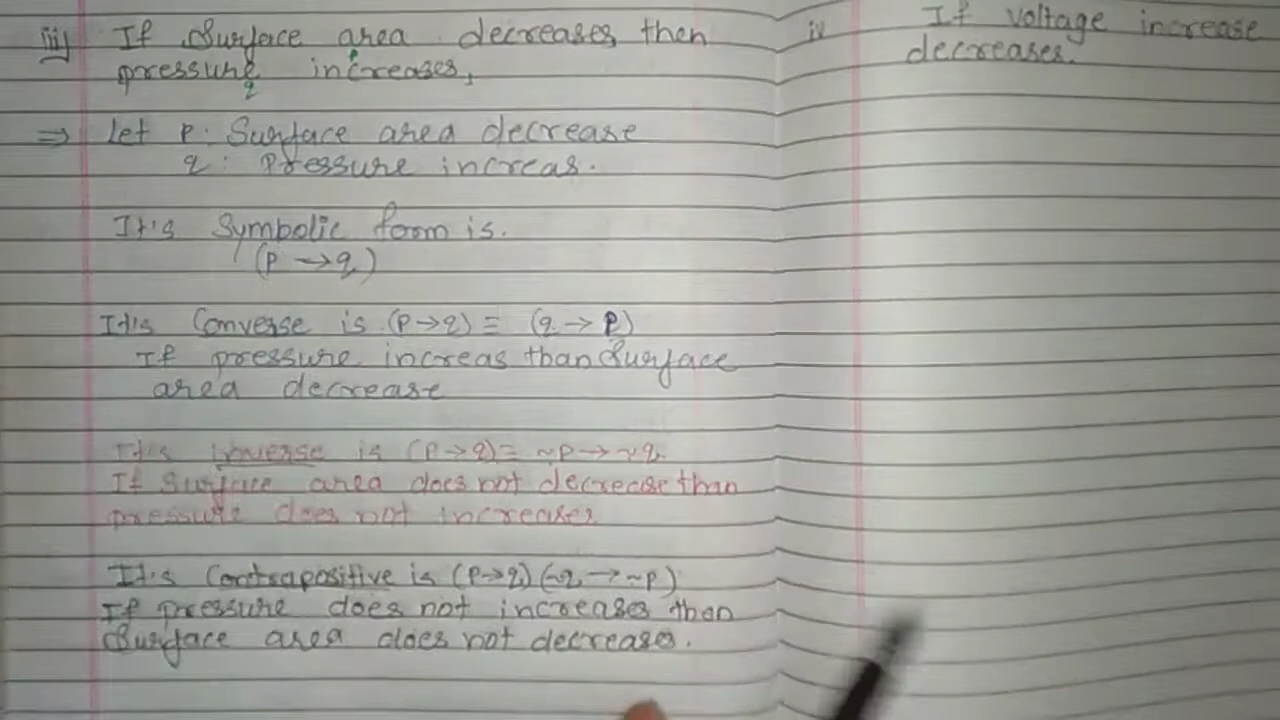 iii) If Surface area decreases, then
p
pressure increases,
q
⇒ Let p: Surface area decrease
q: Pressure increas.
It's Symbolic form is.
(p → q)
It's Converse is (p→q) ≡ (q → p)
If pressure increas than Surface
area decrease
It's inverse is (p→q) ≡ ~p → ~q.
If Surface area does not decrease than
pressure does not increases
It's Contrapositive is (p→q) (~q → ~p)
If pressure does not increases than
Surface area does not decreases.
iv If voltage increase
decreases.